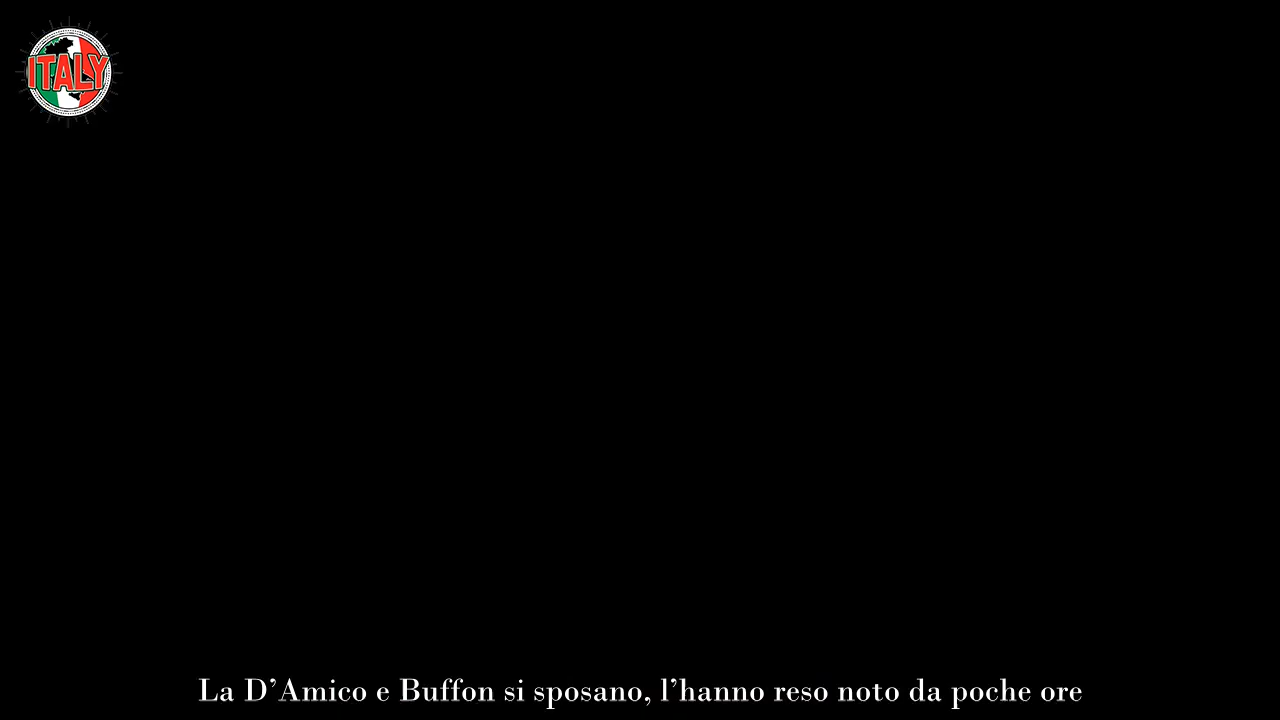 ITALY
La D’Amico e Buffon si sposano, l’hanno reso noto da poche ore